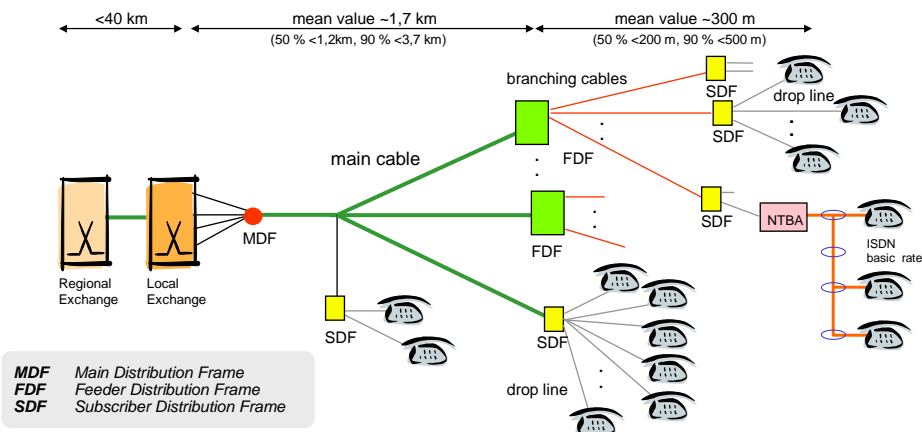 <40 km
mean value ~1,7 km
mean value ~300 m
(50 % <1,2km, 90 % <3,7 km)
(50 % <200 m, 90 % <500 m)
branching cables
SDF
drop line
SDF
main cable
FDF
SDF
NTBA
MDF
FDF
ISDN
basic rate
Regional
Exchange
Local
Exchange
SDF
SDF
drop line
MDF Main Distribution Frame
FDF Feeder Distribution Frame
SDF Subscriber Distribution Frame